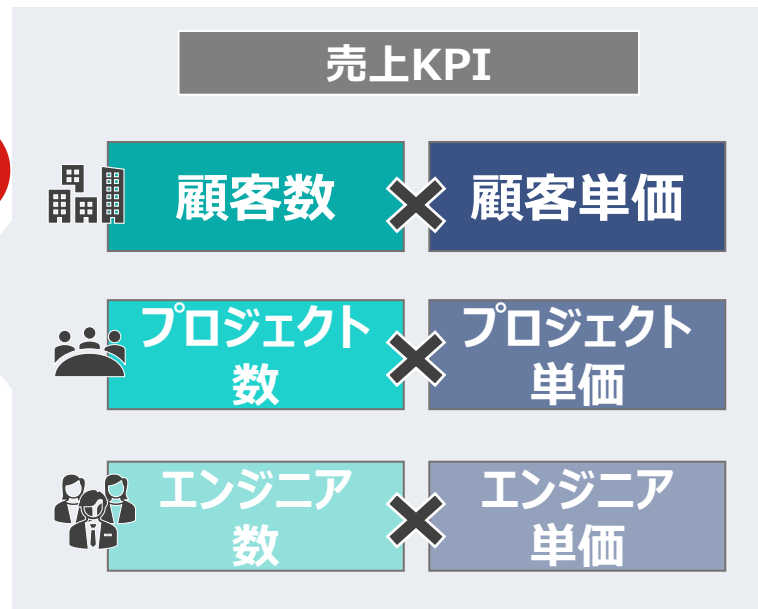 売上KPI
顧客数
顧客単価
プロジェクト
数
プロジェクト
単価
エンジニア
数
エンジニア
単価